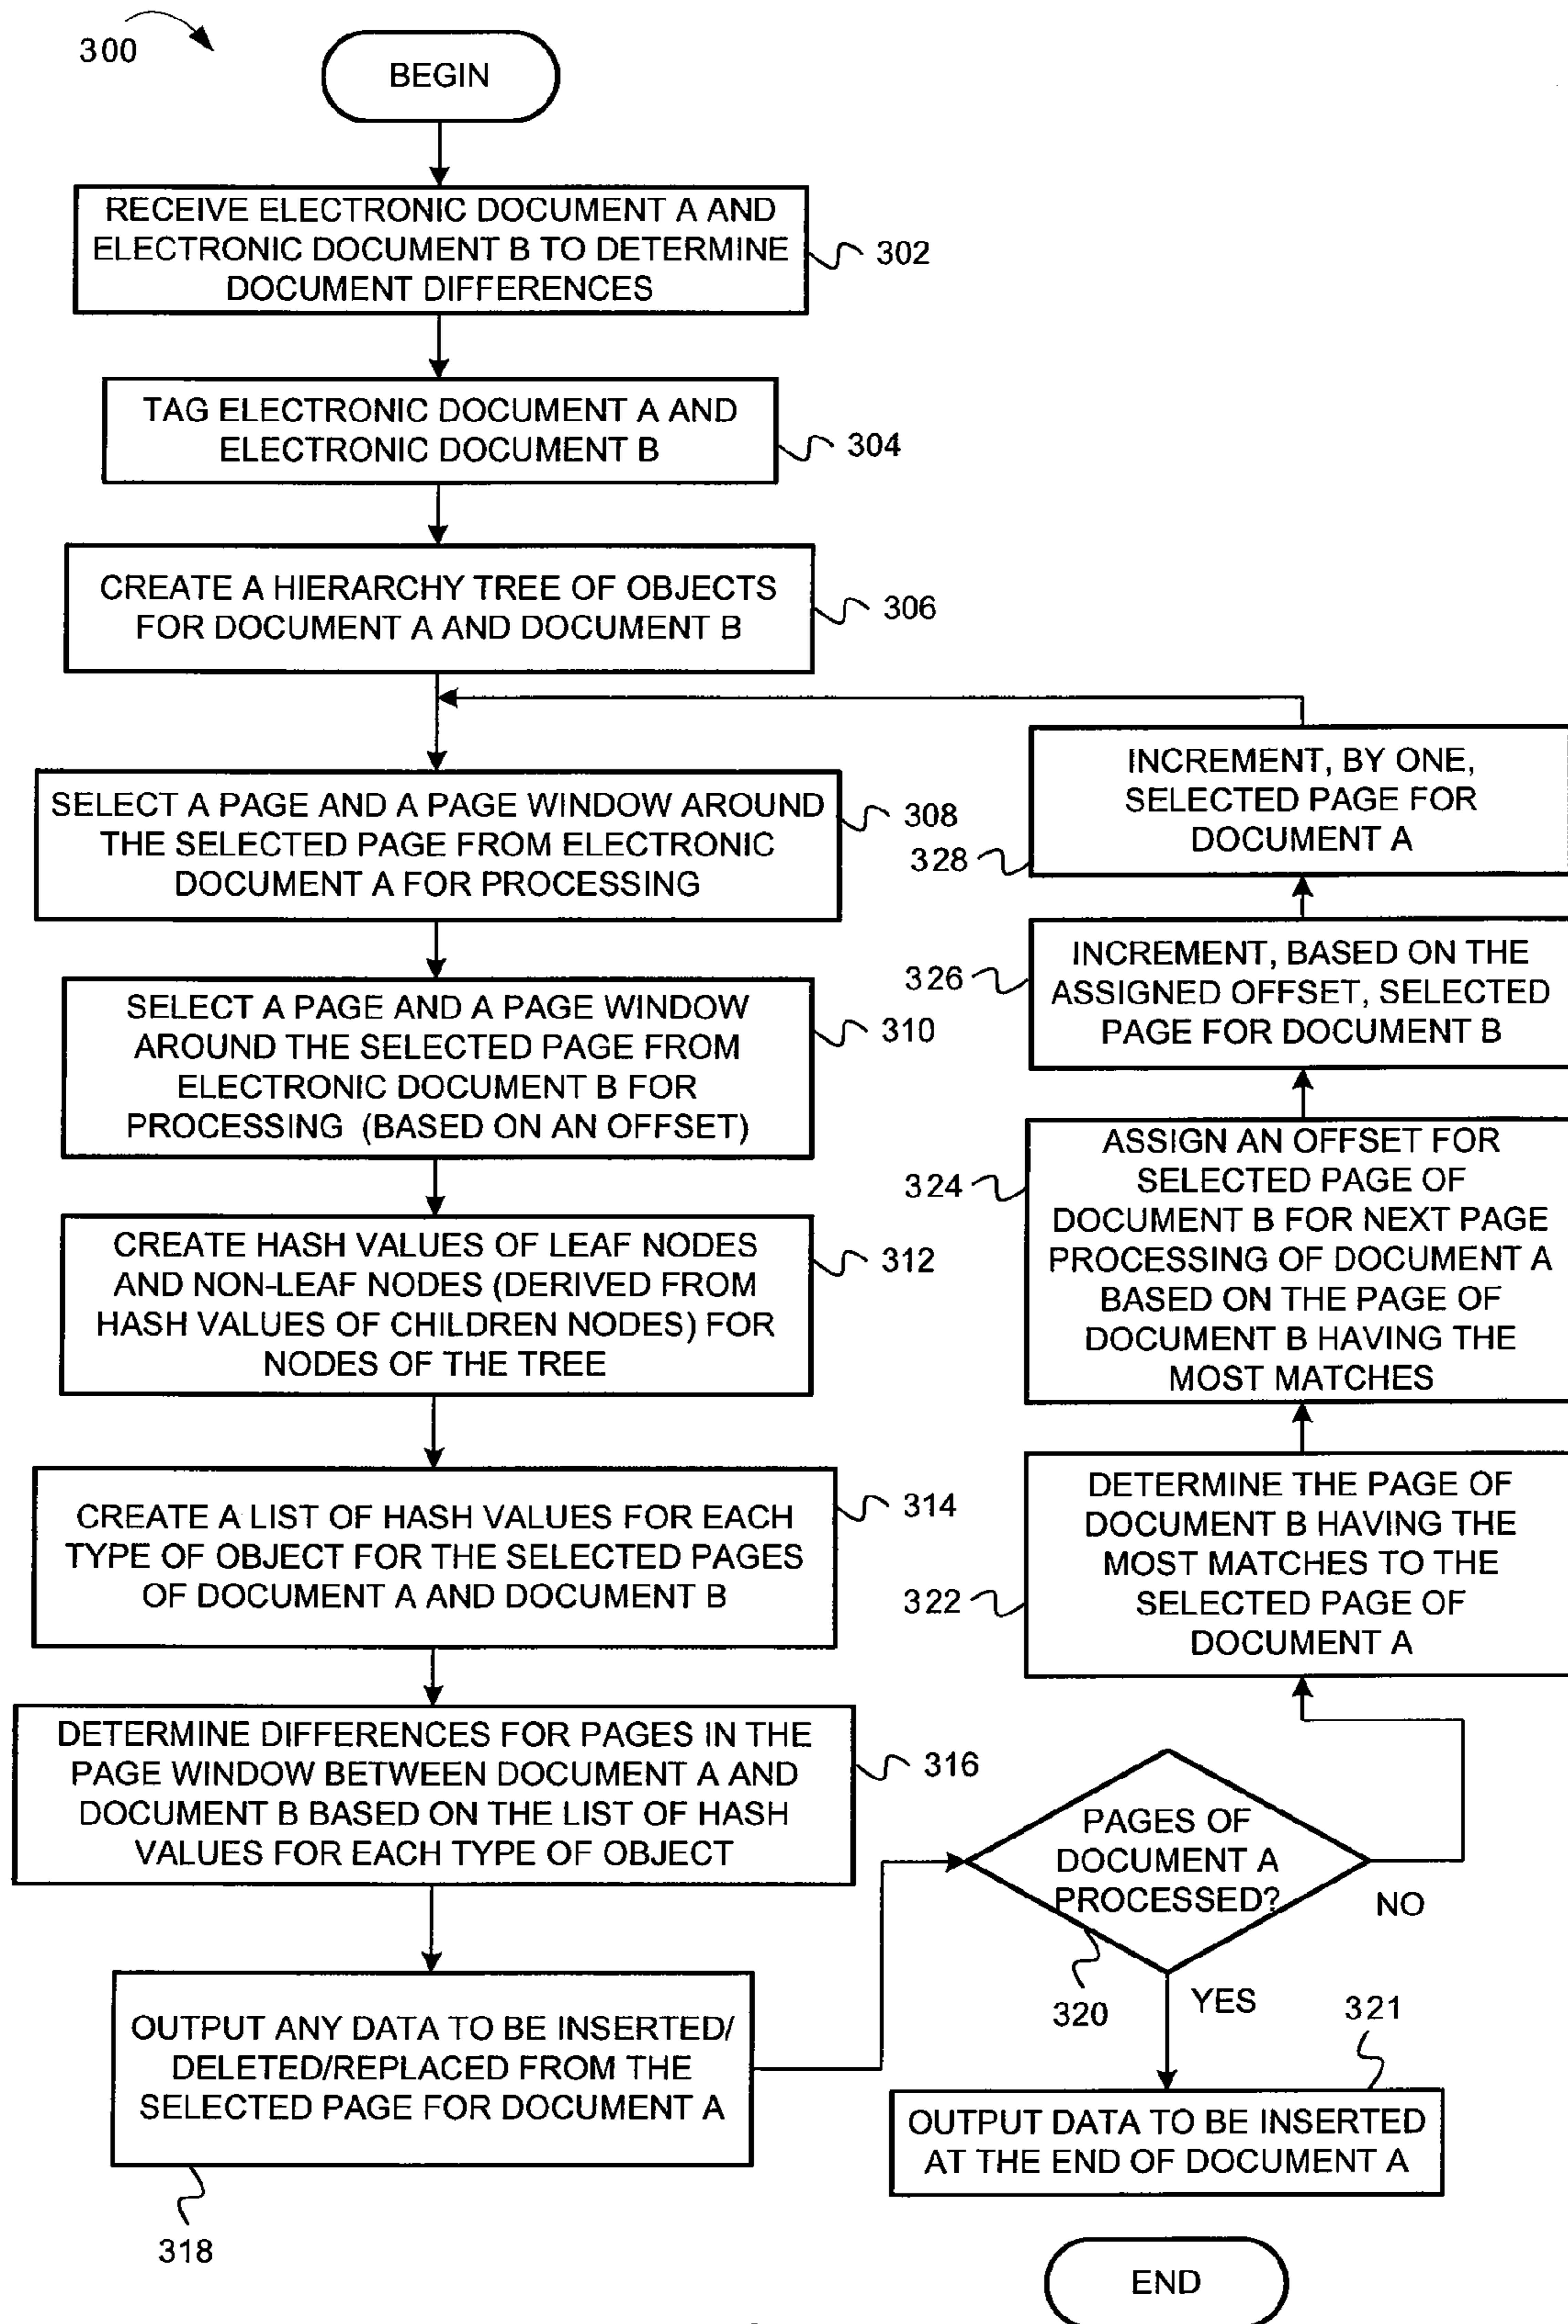 300
BEGIN
RECEIVE ELECTRONIC DOCUMENT A AND
ELECTRONIC DOCUMENT B TO DETERMINE
DOCUMENT DIFFERENCES
302
TAG ELECTRONIC DOCUMENT A AND
ELECTRONIC DOCUMENT B
304
CREATE A HIERARCHY TREE OF OBJECTS
FOR DOCUMENT A AND DOCUMENT B
306
SELECT A PAGE AND A PAGE WINDOW AROUND
THE SELECTED PAGE FROM ELECTRONIC
DOCUMENT A FOR PROCESSING
308
SELECT A PAGE AND A PAGE WINDOW
AROUND THE SELECTED PAGE FROM
ELECTRONIC DOCUMENT B FOR
PROCESSING (BASED ON AN OFFSET)
310
CREATE HASH VALUES OF LEAF NODES
AND NON-LEAF NODES (DERIVED FROM
HASH VALUES OF CHILDREN NODES) FOR
NODES OF THE TREE
312
CREATE A LIST OF HASH VALUES FOR EACH
TYPE OF OBJECT FOR THE SELECTED PAGES
OF DOCUMENT A AND DOCUMENT B
314
DETERMINE DIFFERENCES FOR PAGES IN THE
PAGE WINDOW BETWEEN DOCUMENT A AND
DOCUMENT B BASED ON THE LIST OF HASH
VALUES FOR EACH TYPE OF OBJECT
316
OUTPUT ANY DATA TO BE INSERTED/
DELETED/REPLACED FROM THE
SELECTED PAGE FOR DOCUMENT A
318
PAGES OF
DOCUMENT A
PROCESSED?
320
NO
YES
321
OUTPUT DATA TO BE INSERTED
AT THE END OF DOCUMENT A
END
DETERMINE THE PAGE OF
DOCUMENT B HAVING THE
MOST MATCHES TO THE
SELECTED PAGE OF
DOCUMENT A
322
ASSIGN AN OFFSET FOR
SELECTED PAGE OF
DOCUMENT B FOR NEXT PAGE
PROCESSING OF DOCUMENT A
BASED ON THE PAGE OF
DOCUMENT B HAVING THE
MOST MATCHES
324
INCREMENT, BASED ON THE
ASSIGNED OFFSET, SELECTED
PAGE FOR DOCUMENT B
326
INCREMENT, BY ONE,
SELECTED PAGE FOR
DOCUMENT A
328